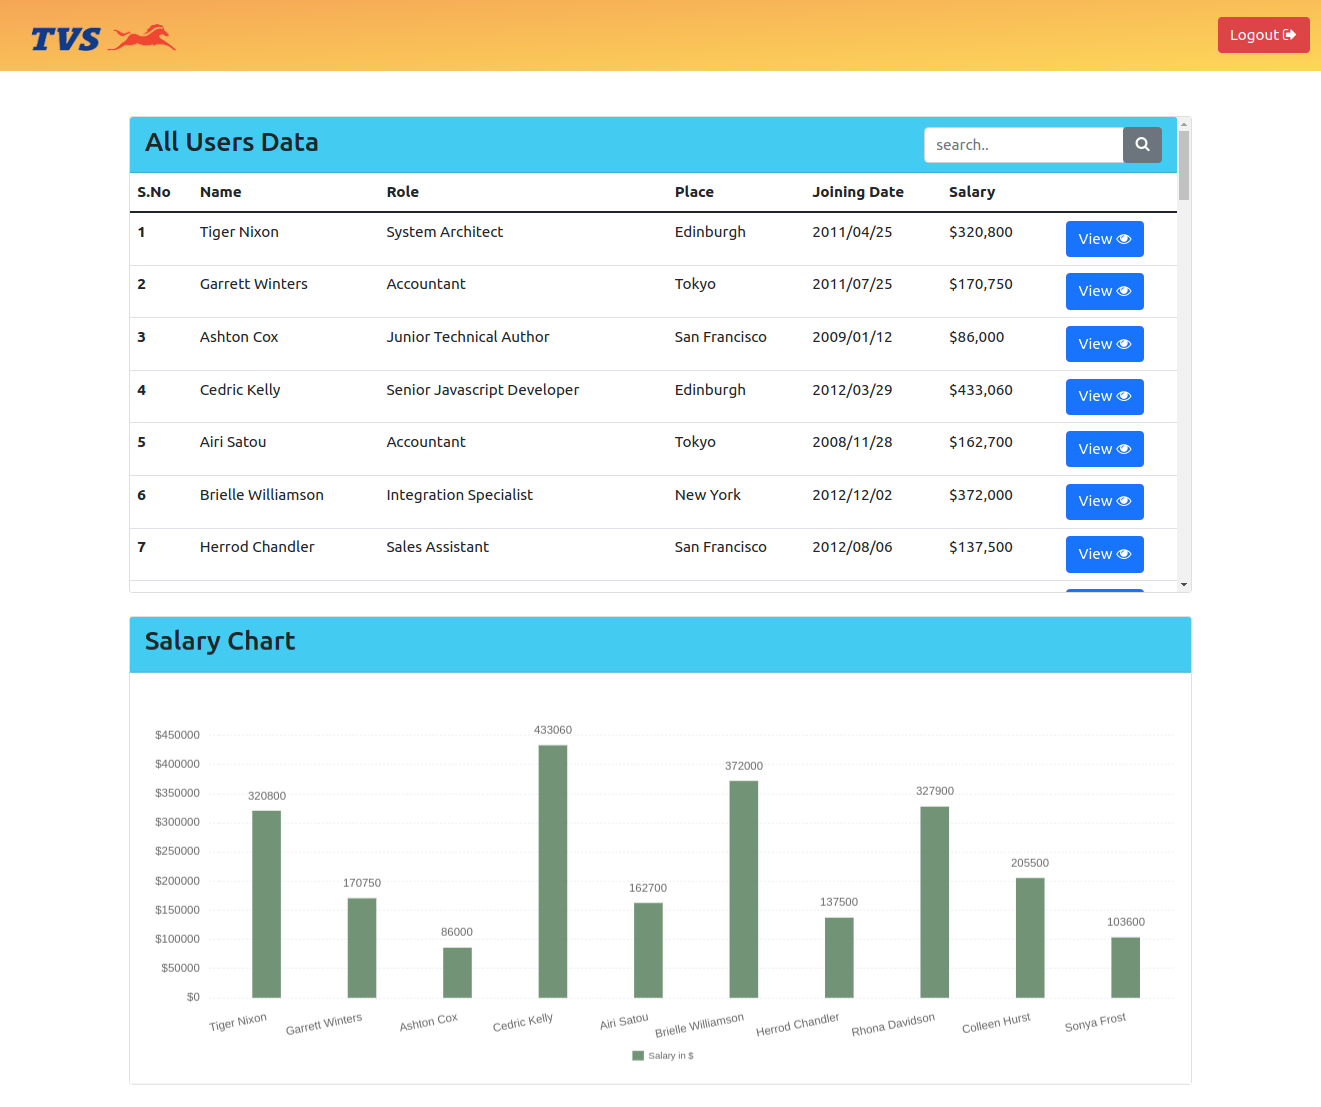 TVS
Logout
All Users Data
search..
S.No Name Role Place Joining Date Salary
1 Tiger Nixon System Architect Edinburgh 2011/04/25 $320,800 View
2 Garrett Winters Accountant Tokyo 2011/07/25 $170,750 View
3 Ashton Cox Junior Technical Author San Francisco 2009/01/12 $86,000 View
4 Cedric Kelly Senior Javascript Developer Edinburgh 2012/03/29 $433,060 View
5 Airi Satou Accountant Tokyo 2008/11/28 $162,700 View
6 Brielle Williamson Integration Specialist New York 2012/12/02 $372,000 View
7 Herrod Chandler Sales Assistant San Francisco 2012/08/06 $137,500 View
Salary Chart
$450000
$400000
$350000
$300000
$250000
$200000
$150000
$100000
$50000
$0
320800
170750
86000
433060
162700
372000
137500
327900
205500
103600
Tiger Nixon
Garrett Winters
Ashton Cox
Cedric Kelly
Airi Satou
Brielle Williamson
Herrod Chandler
Rhona Davidson
Colleen Hurst
Sonya Frost
Salary in $